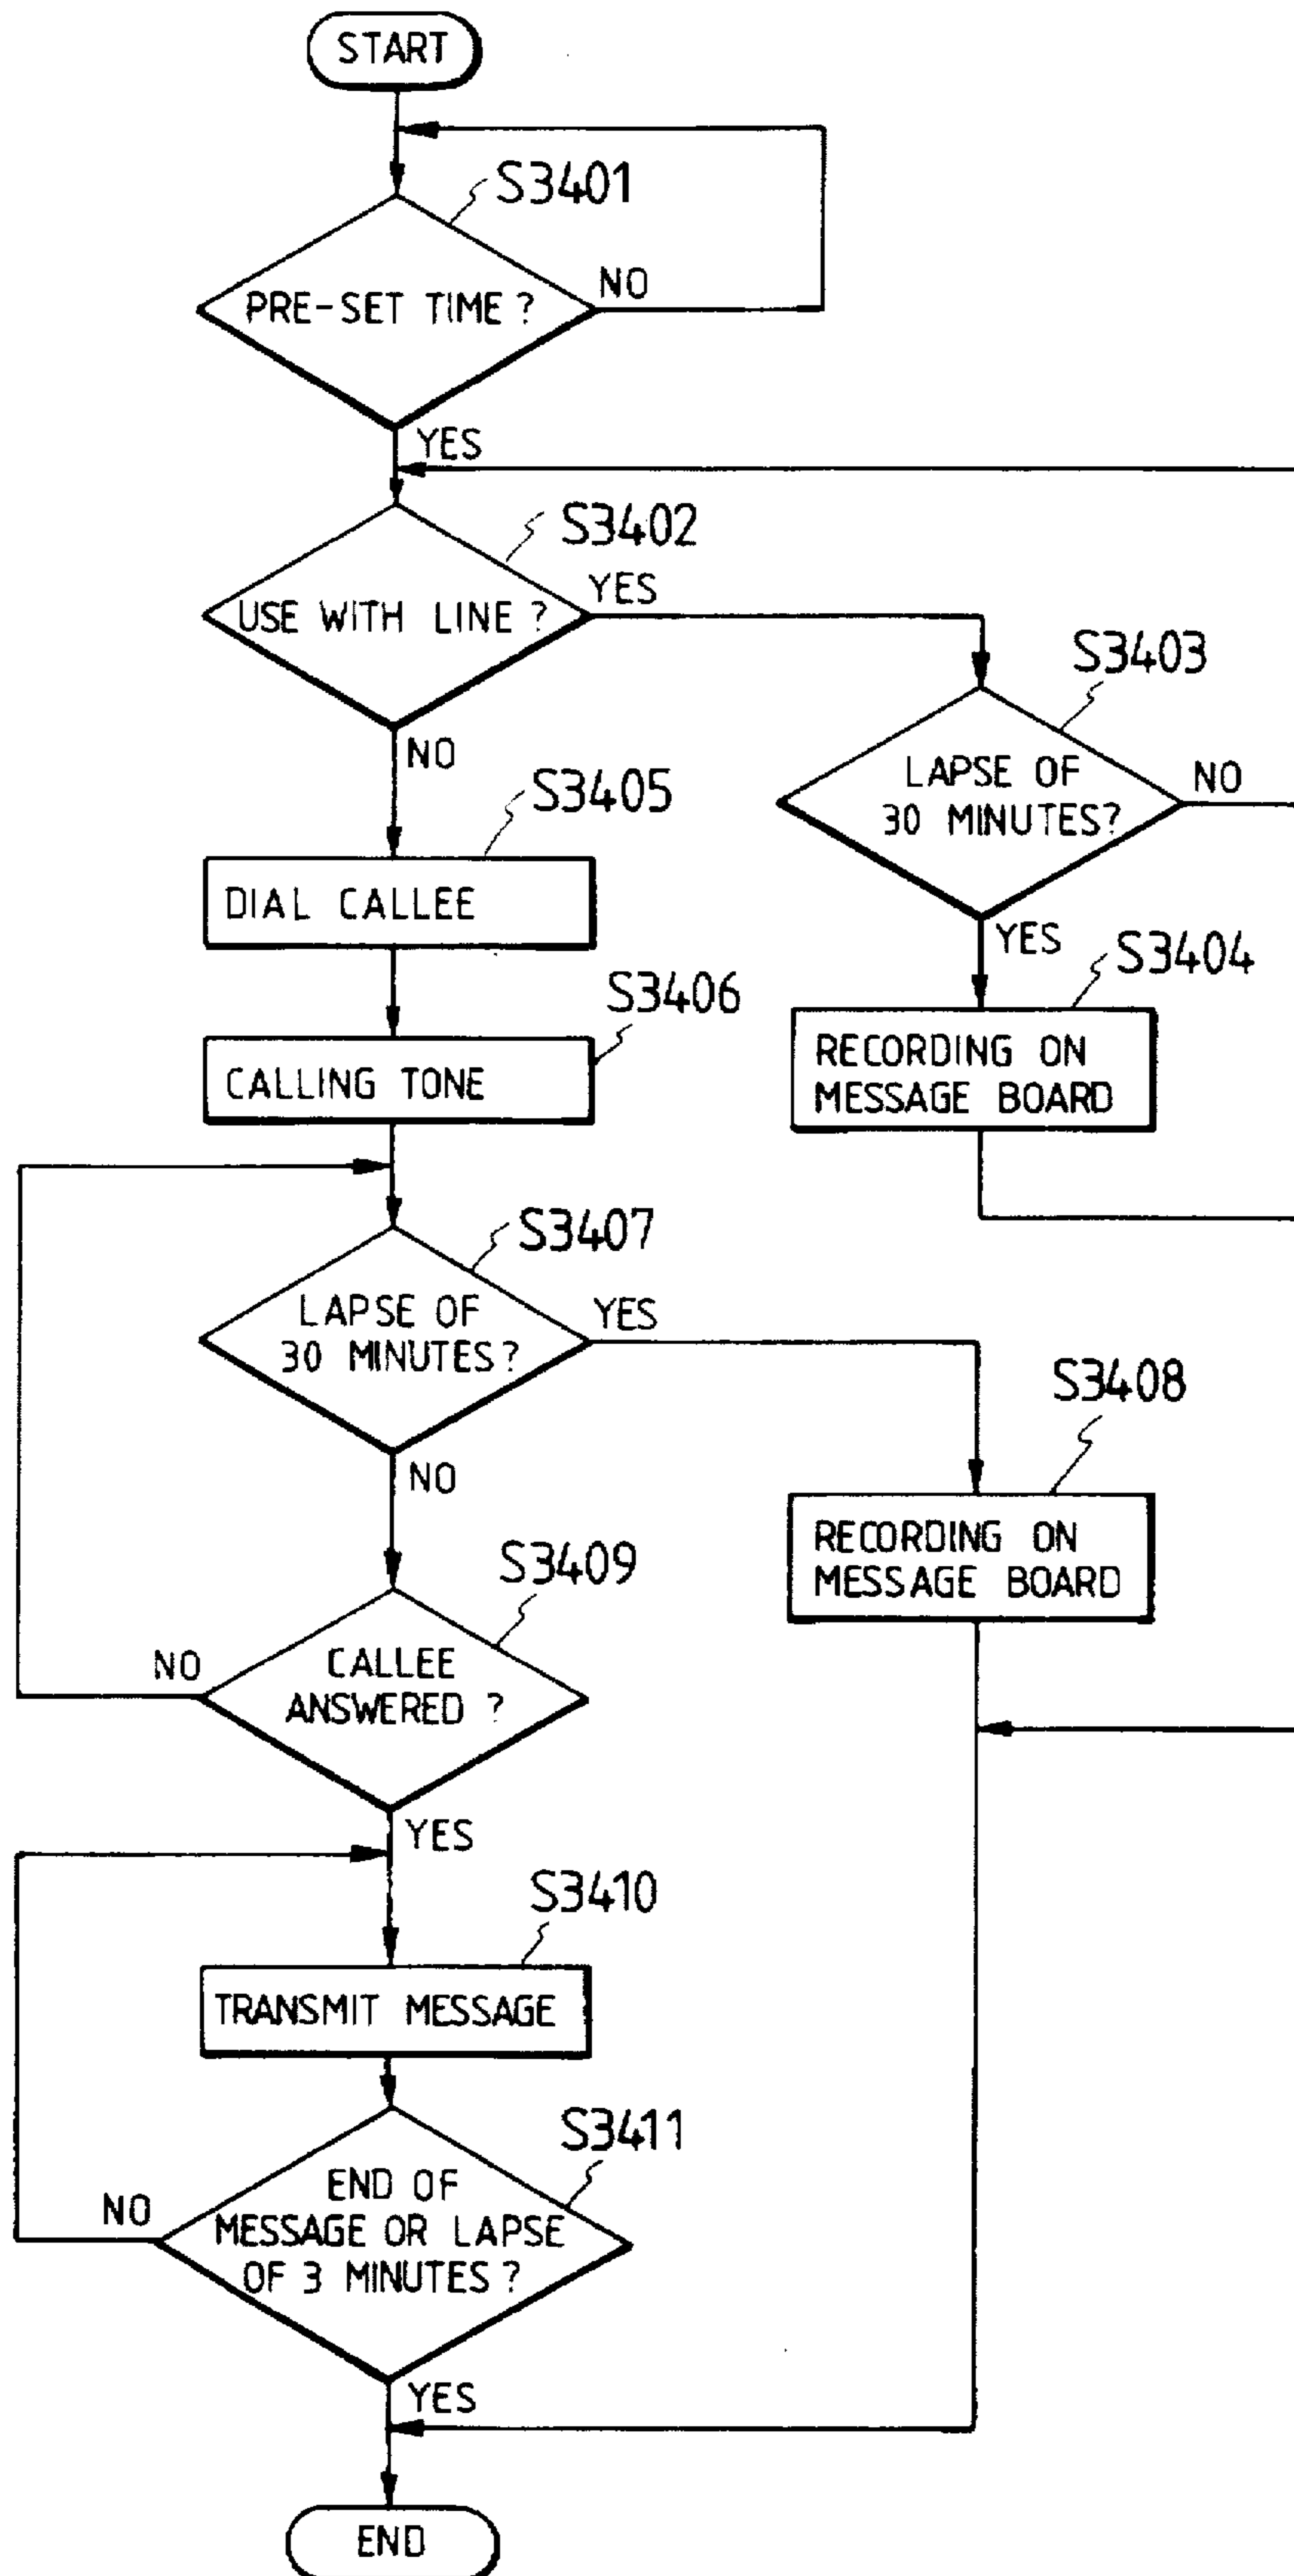 START
S3401
PRE-SET TIME ?
NO
YES
S3402
USE WITH LINE ?
YES
NO
S3403
LAPSE OF
30 MINUTES?
NO
YES
S3404
RECORDING ON
MESSAGE BOARD
S3405
DIAL CALLEE
S3406
CALLING TONE
S3407
LAPSE OF
30 MINUTES?
YES
NO
S3408
RECORDING ON
MESSAGE BOARD
S3409
CALLEE
ANSWERED ?
NO
YES
S3410
TRANSMIT MESSAGE
S3411
END OF
MESSAGE OR LAPSE
OF 3 MINUTES ?
NO
YES
END